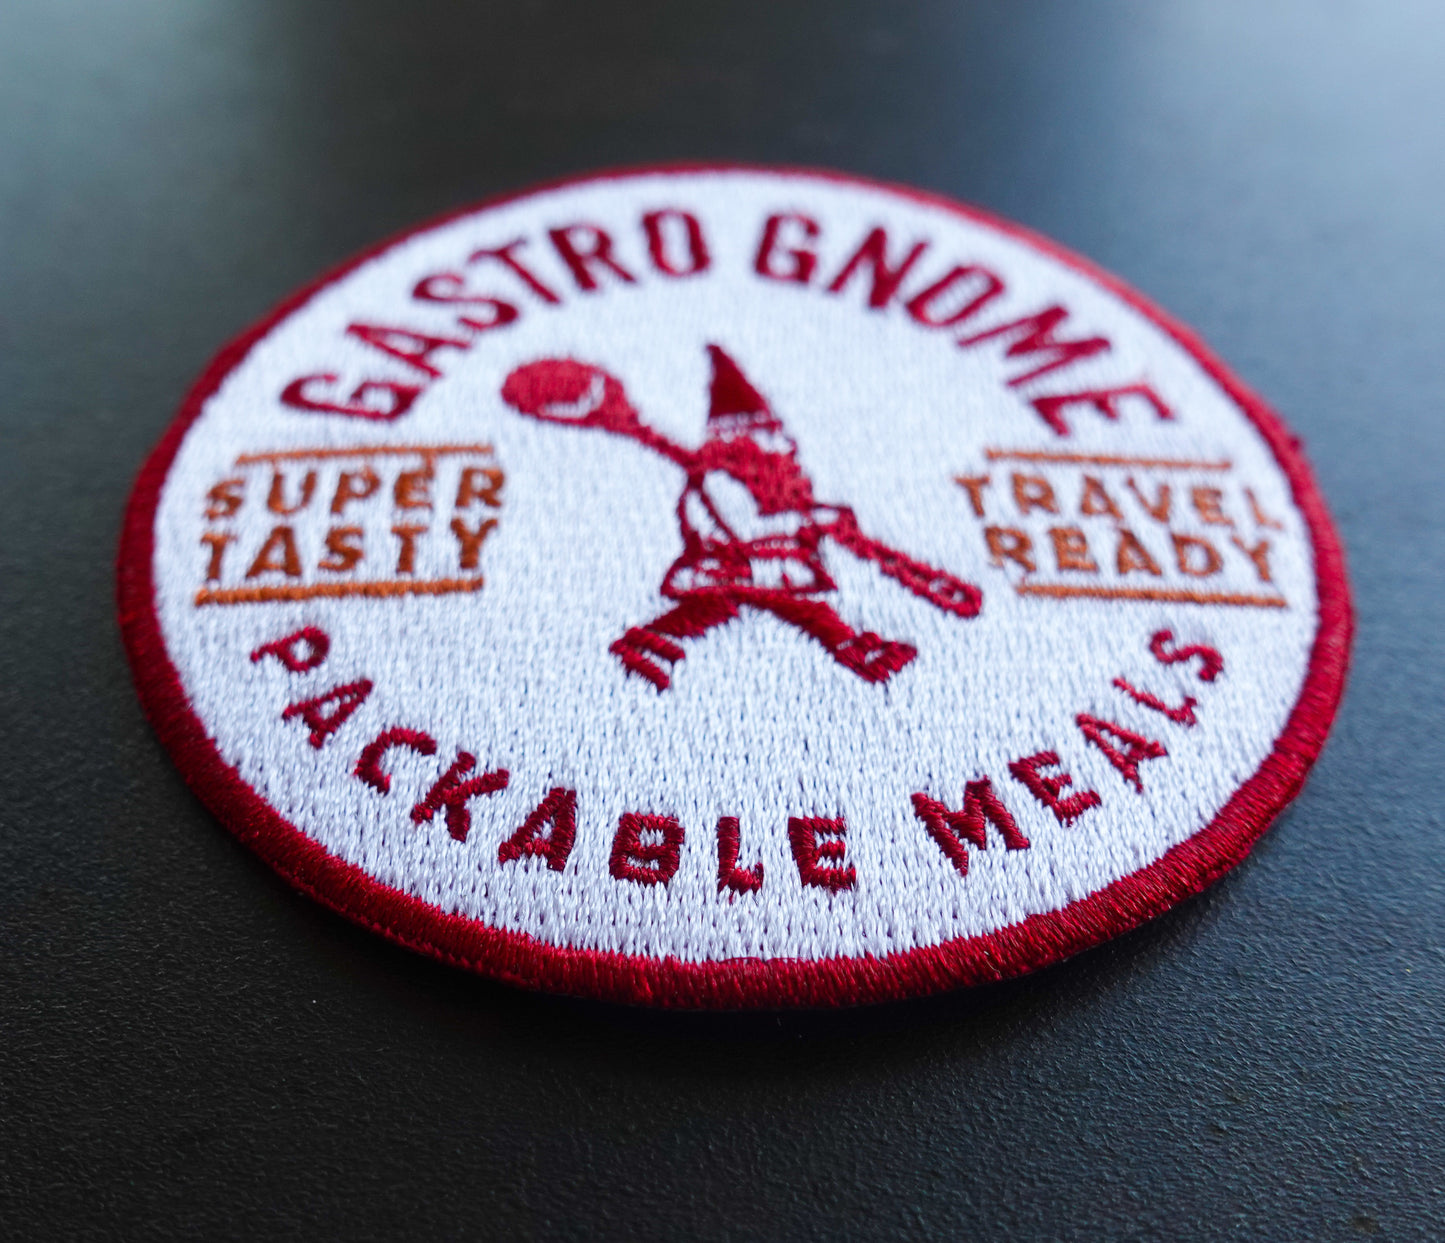 GASTRO GNOME
SUPER
TASTY
TRAVEL
READY
PACKABLE MEALS